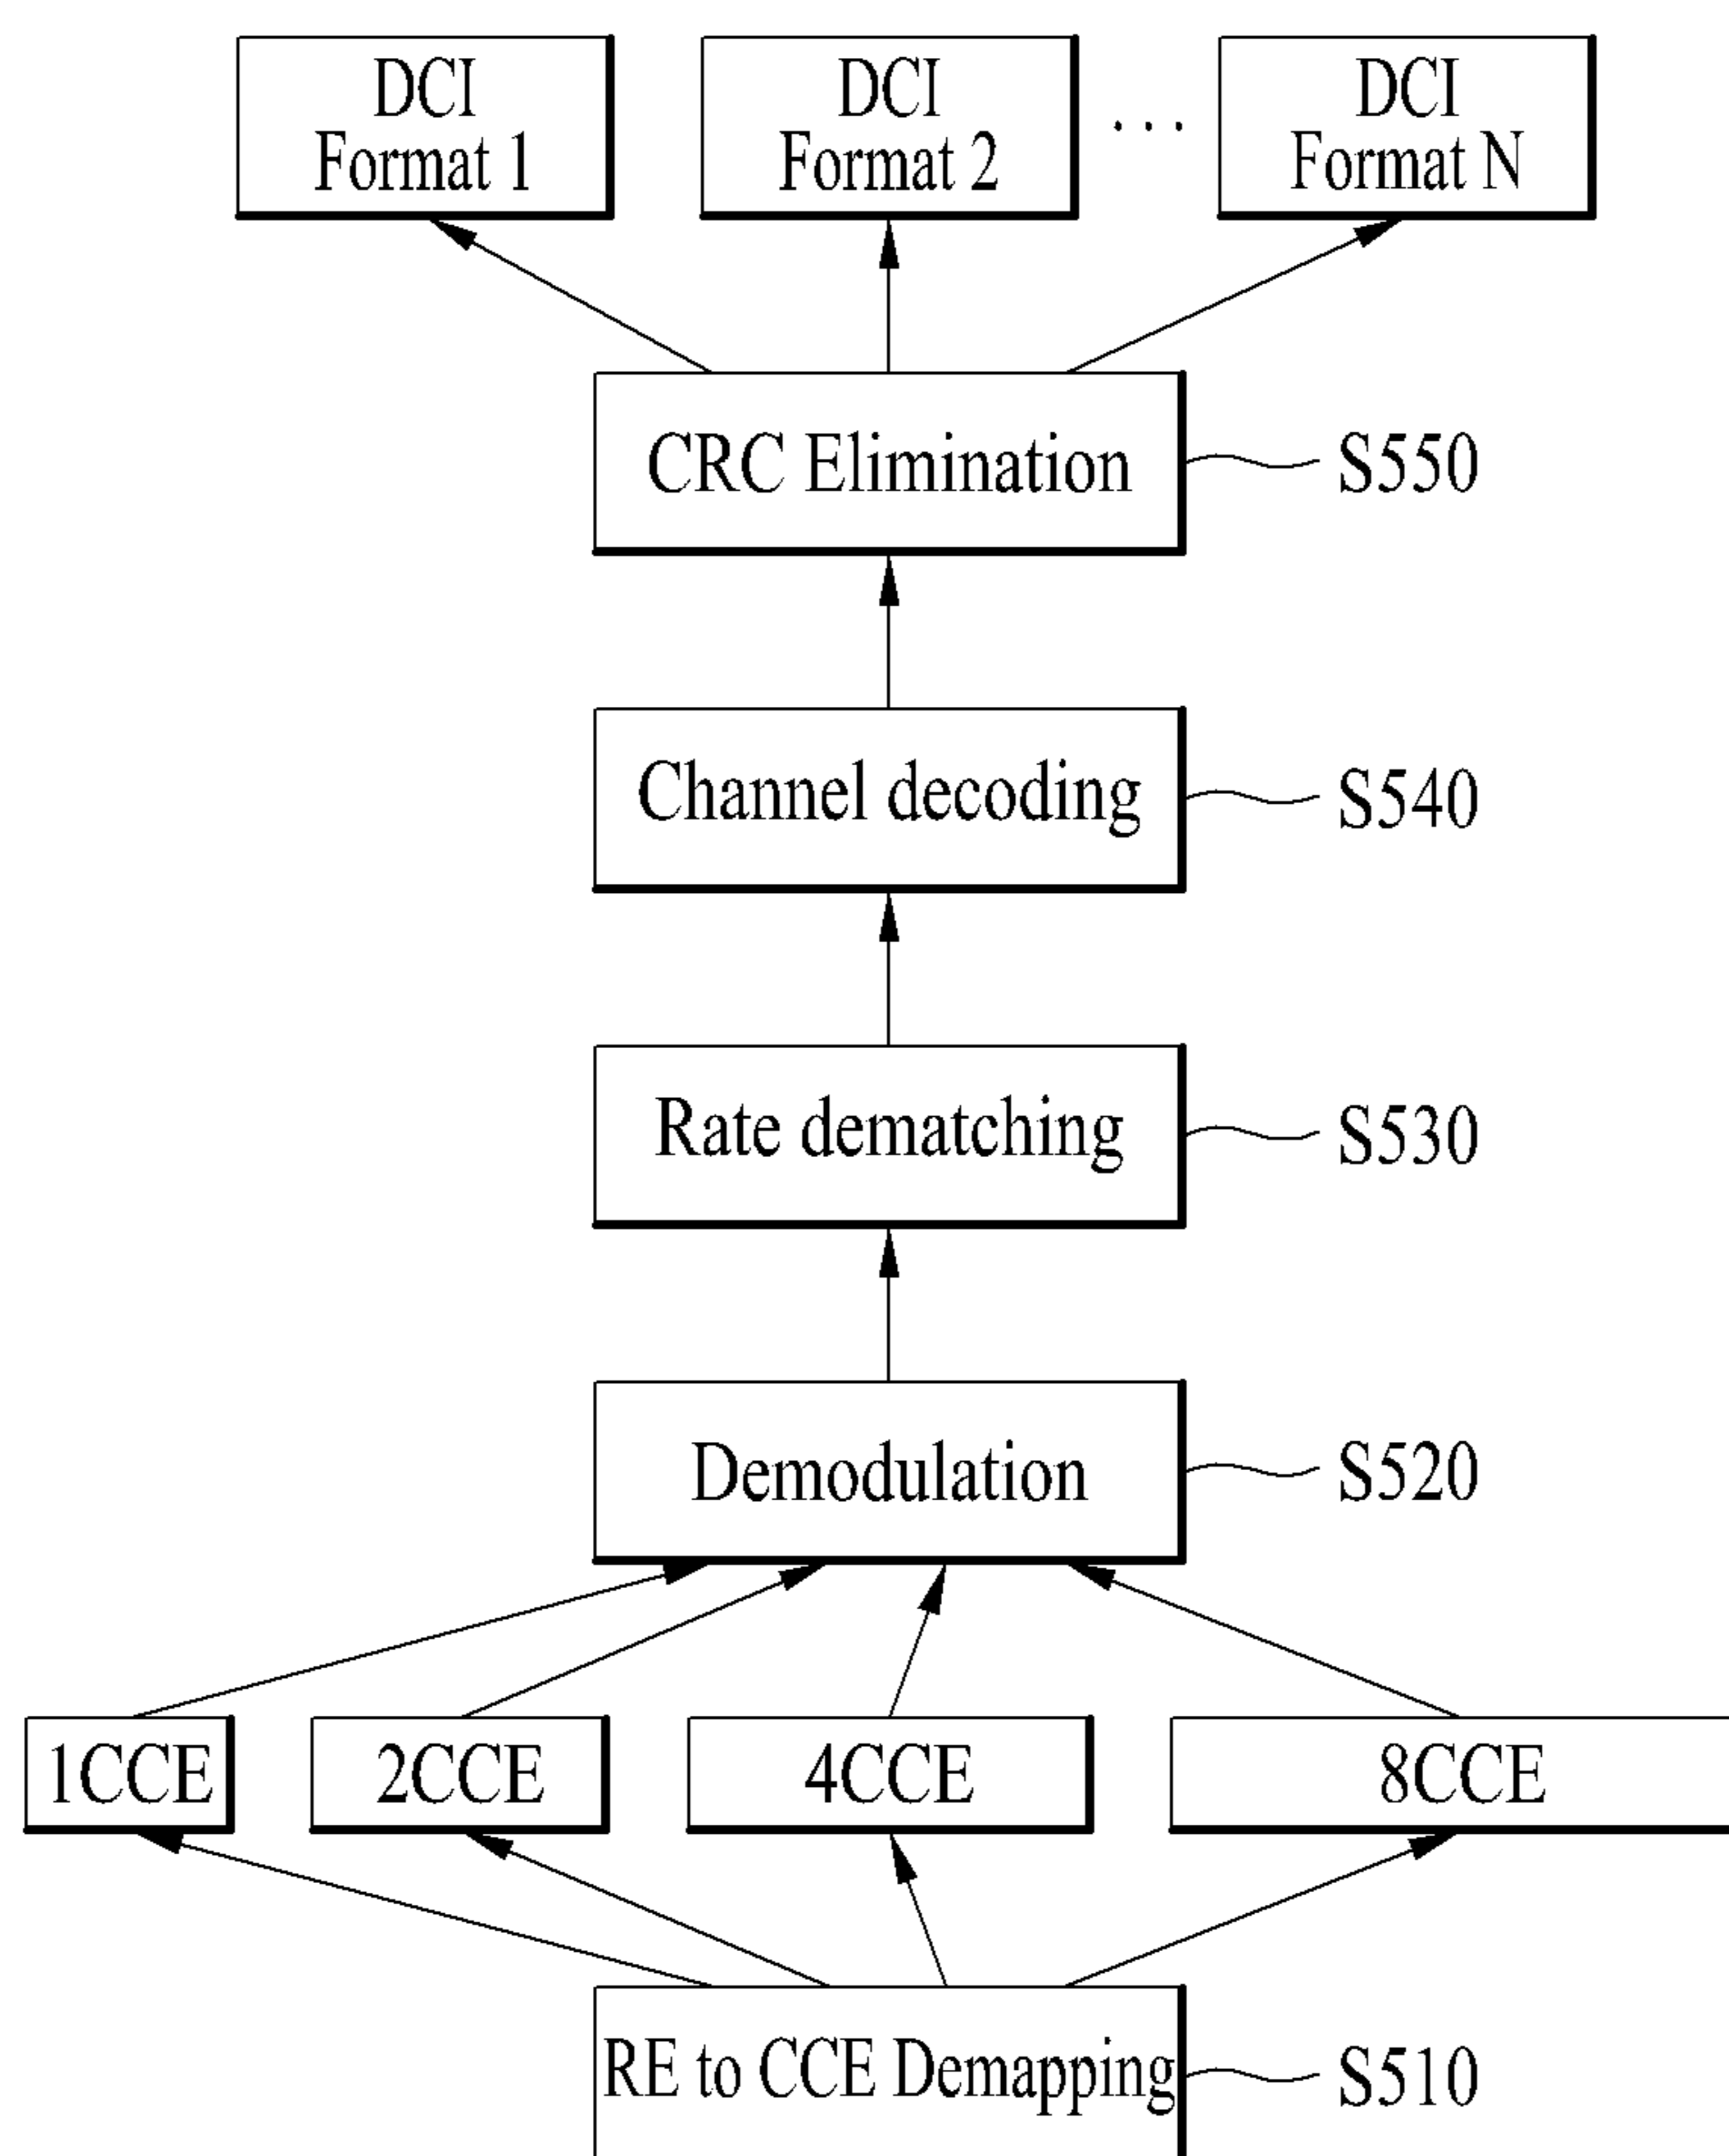 DCI
Format 1
DCI
Format 2
...
DCI
Format N
CRC Elimination
S550
Channel decoding
S540
Rate dematching
S530
Demodulation
S520
1CCE
2CCE
4CCE
8CCE
RE to CCE Demapping
S510